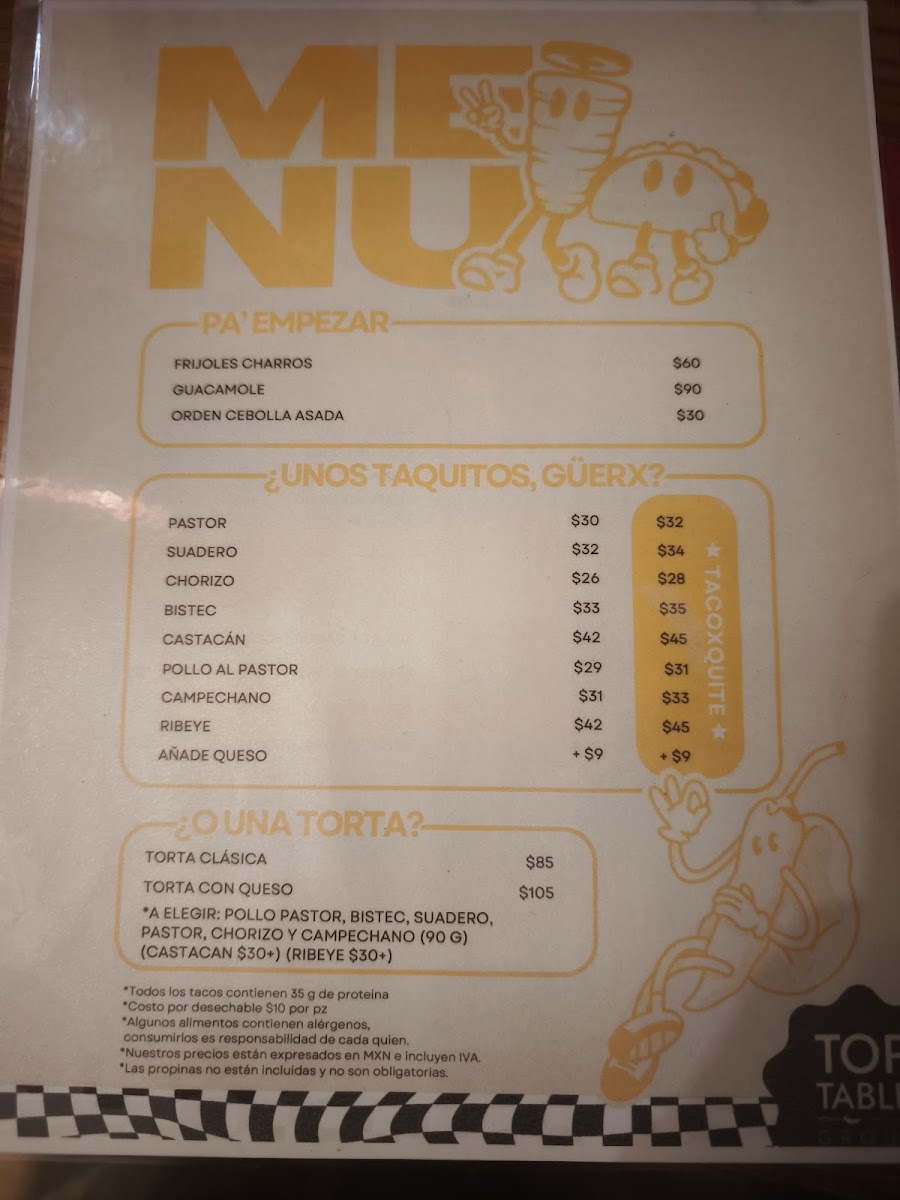 ME
NU
PA' EMPEZAR
FRIJOLES CHARROS $60
GUACAMOLE $90
ORDEN CEBOLLA ASADA $30
¿UNOS TAQUITOS, GÜERX?
PASTOR $30 $32
SUADERO $32 $34
CHORIZO $26 $28
BISTEC $33 $35
CASTACÁN $42 $45
POLLO AL PASTOR $29 $31
CAMPECHANO $31 $33
RIBEYE $42 $45
AÑADE QUESO + $9 + $9
★ TACOXQUITE ★
¿O UNA TORTA?
TORTA CLÁSICA $85
TORTA CON QUESO $105
*A ELEGIR: POLLO PASTOR, BISTEC, SUADERO,
PASTOR, CHORIZO Y CAMPECHANO (90 G)
(CASTACAN $30+) (RIBEYE $30+)
*Todos los tacos contienen 35 g de proteina
*Costo por desechable $10 por pz
*Algunos alimentos contienen alérgenos,
consumirlos es responsabilidad de cada quien.
*Nuestros precios están expresados en MXN e incluyen IVA.
*Las propinas no están incluidas y no son obligatorias.